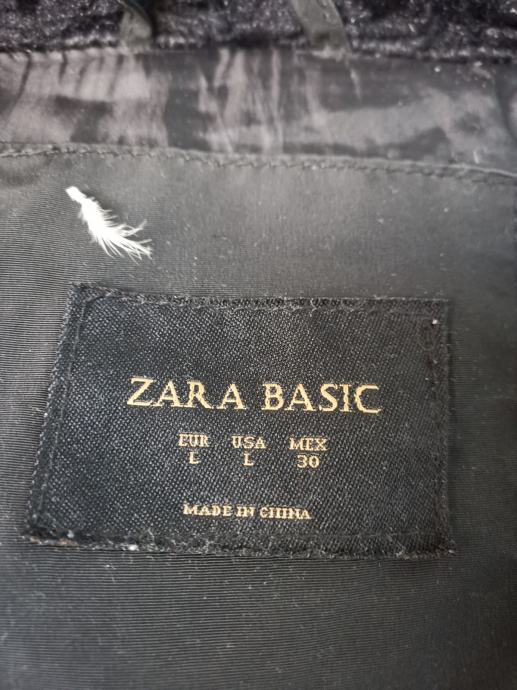 ZARA BASIC
EUR USA MEX
L L 30
MADE IN CHINA